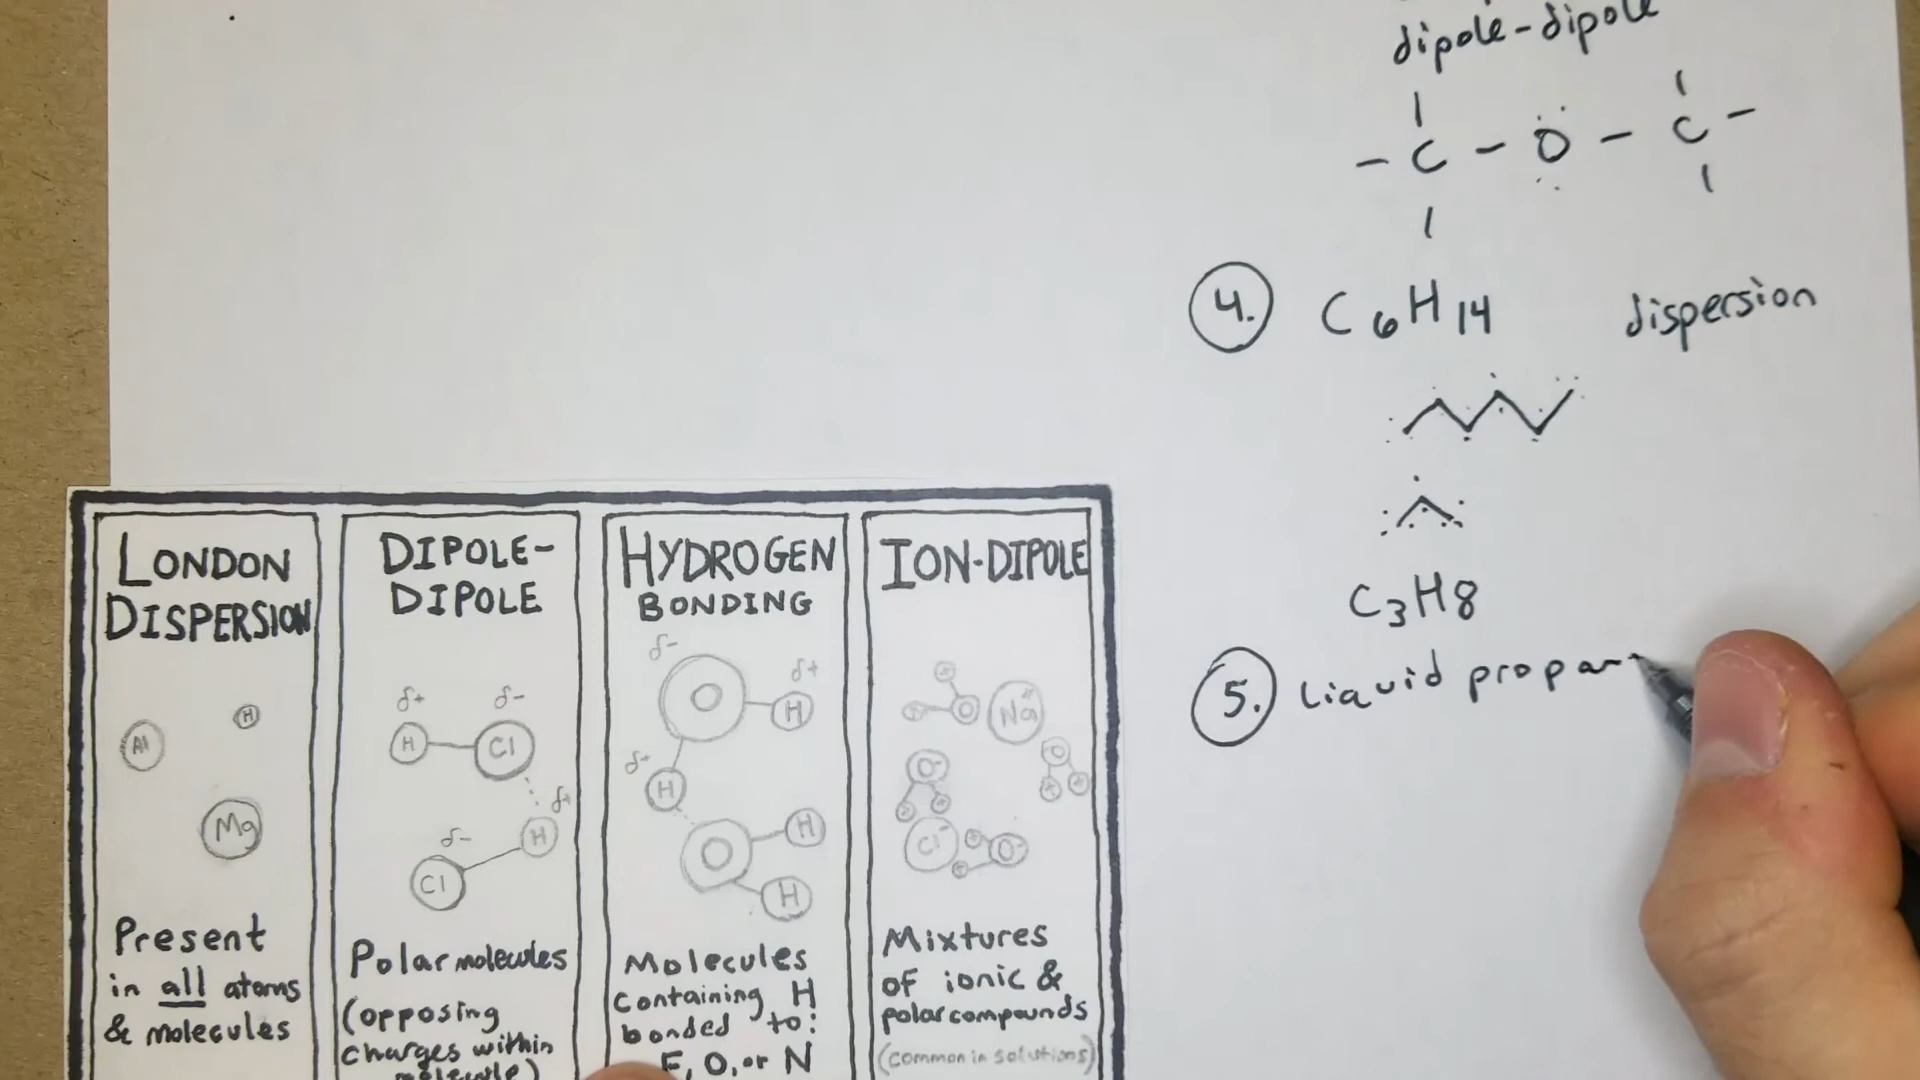 dipole-dipole
- C - O - C -
4. C6H14 dispersion
C3H8
5. Liquid propan
LONDON DISPERSION
Al
H
Mg
Present
in all atoms
& molecules
DIPOLE-
DIPOLE
δ+ δ-
H Cl
δ+
δ- H
Cl
Polar molecules
(opposing
charges within
molecule)
HYDROGEN
BONDING
δ-
δ+
O H
δ+
H
H
O
H
Molecules
containing H
bonded to:
F, O, or N
ION-DIPOLE
O Na+
O
O-
Cl-
O-
Mixtures
of ionic &
polar compounds
(common in solutions)